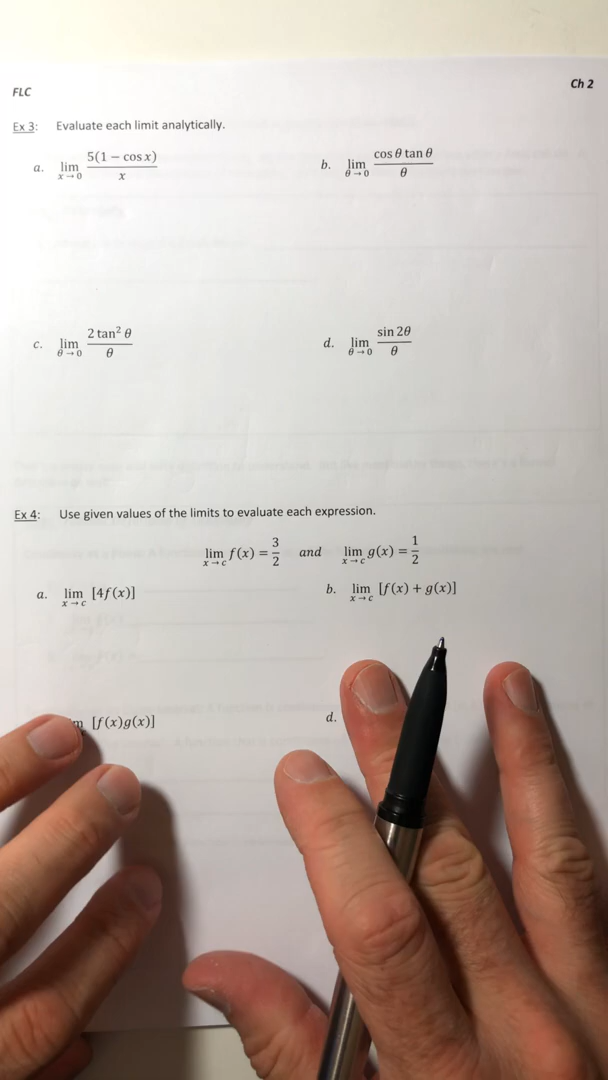 FLC
Ch 2
Ex 3: Evaluate each limit analytically.
a. lim x→0 5(1 − cos x) / x
b. lim θ→0 cos θ tan θ / θ
c. lim θ→0 2 tan² θ / θ
d. lim θ→0 sin 2θ / θ
Ex 4: Use given values of the limits to evaluate each expression.
lim x→c f(x) = 3/2 and lim x→c g(x) = 1/2
a. lim x→c [4f(x)]
b. lim x→c [f(x) + g(x)]
[f(x)g(x)]
d.